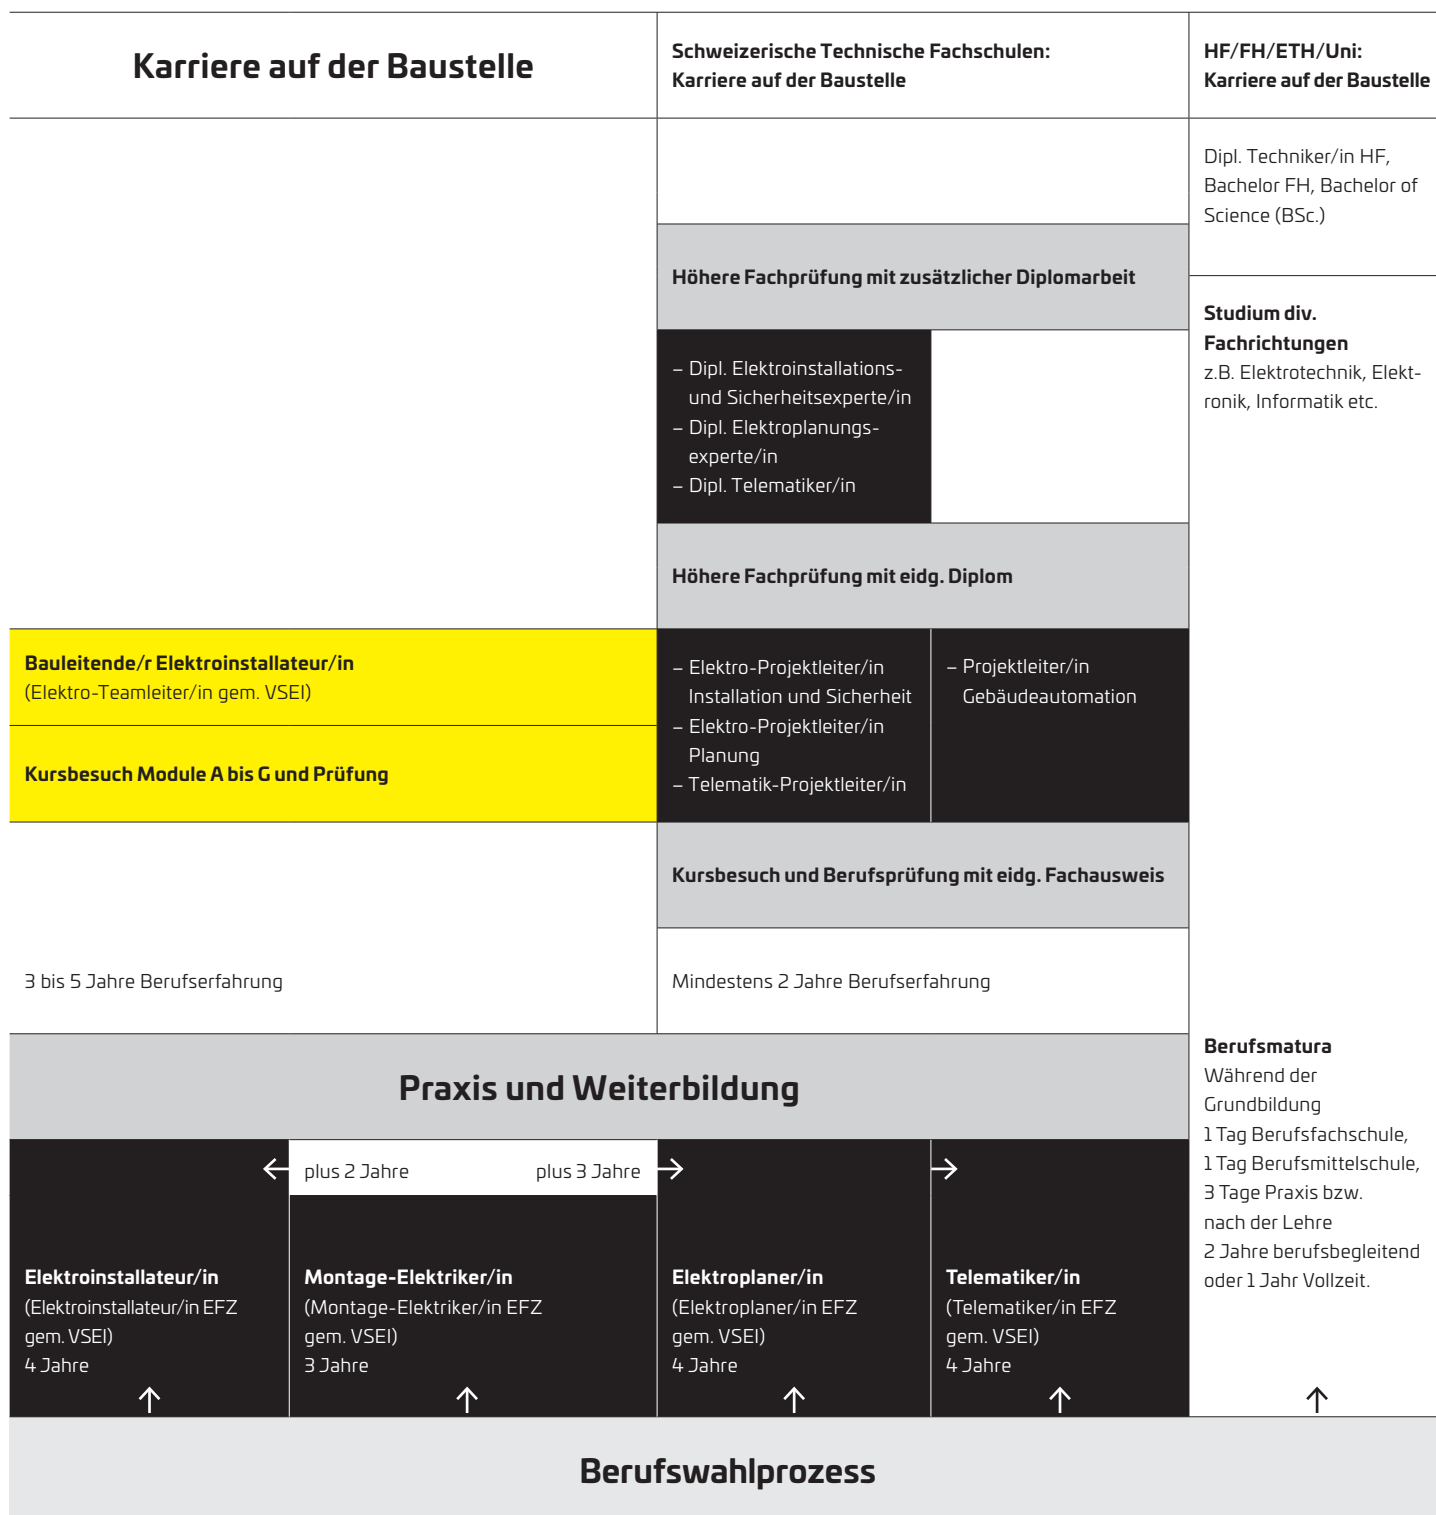 Karriere auf der Baustelle
Schweizerische Technische Fachschulen:
Karriere auf der Baustelle
HF/FH/ETH/Uni:
Karriere auf der Baustelle
Dipl. Techniker/in HF,
Bachelor FH, Bachelor of
Science (BSc.)
Höhere Fachprüfung mit zusätzlicher Diplomarbeit
Studium div.
Fachrichtungen
z.B. Elektrotechnik, Elekt-
ronik, Informatik etc.
– Dipl. Elektroinstallations-
und Sicherheitsexperte/in
– Dipl. Elektroplanungs-
experte/in
– Dipl. Telematiker/in
Höhere Fachprüfung mit eidg. Diplom
Bauleitende/r Elektroinstallateur/in
(Elektro-Teamleiter/in gem. VSEI)
Kursbesuch Module A bis G und Prüfung
– Elektro-Projektleiter/in
Installation und Sicherheit
– Elektro-Projektleiter/in
Planung
– Telematik-Projektleiter/in
– Projektleiter/in
Gebäudeautomation
Kursbesuch und Berufsprüfung mit eidg. Fachausweis
3 bis 5 Jahre Berufserfahrung
Mindestens 2 Jahre Berufserfahrung
Praxis und Weiterbildung
Berufsmatura
Während der
Grundbildung
1 Tag Berufsfachschule,
1 Tag Berufsmittelschule,
3 Tage Praxis bzw.
nach der Lehre
2 Jahre berufsbegleitend
oder 1 Jahr Vollzeit.
← plus 2 Jahre plus 3 Jahre → →
Elektroinstallateur/in
(Elektroinstallateur/in EFZ
gem. VSEI)
4 Jahre
↑
Montage-Elektriker/in
(Montage-Elektriker/in EFZ
gem. VSEI)
3 Jahre
↑
Elektroplaner/in
(Elektroplaner/in EFZ
gem. VSEI)
4 Jahre
↑
Telematiker/in
(Telematiker/in EFZ
gem. VSEI)
4 Jahre
↑
↑
Berufswahlprozess